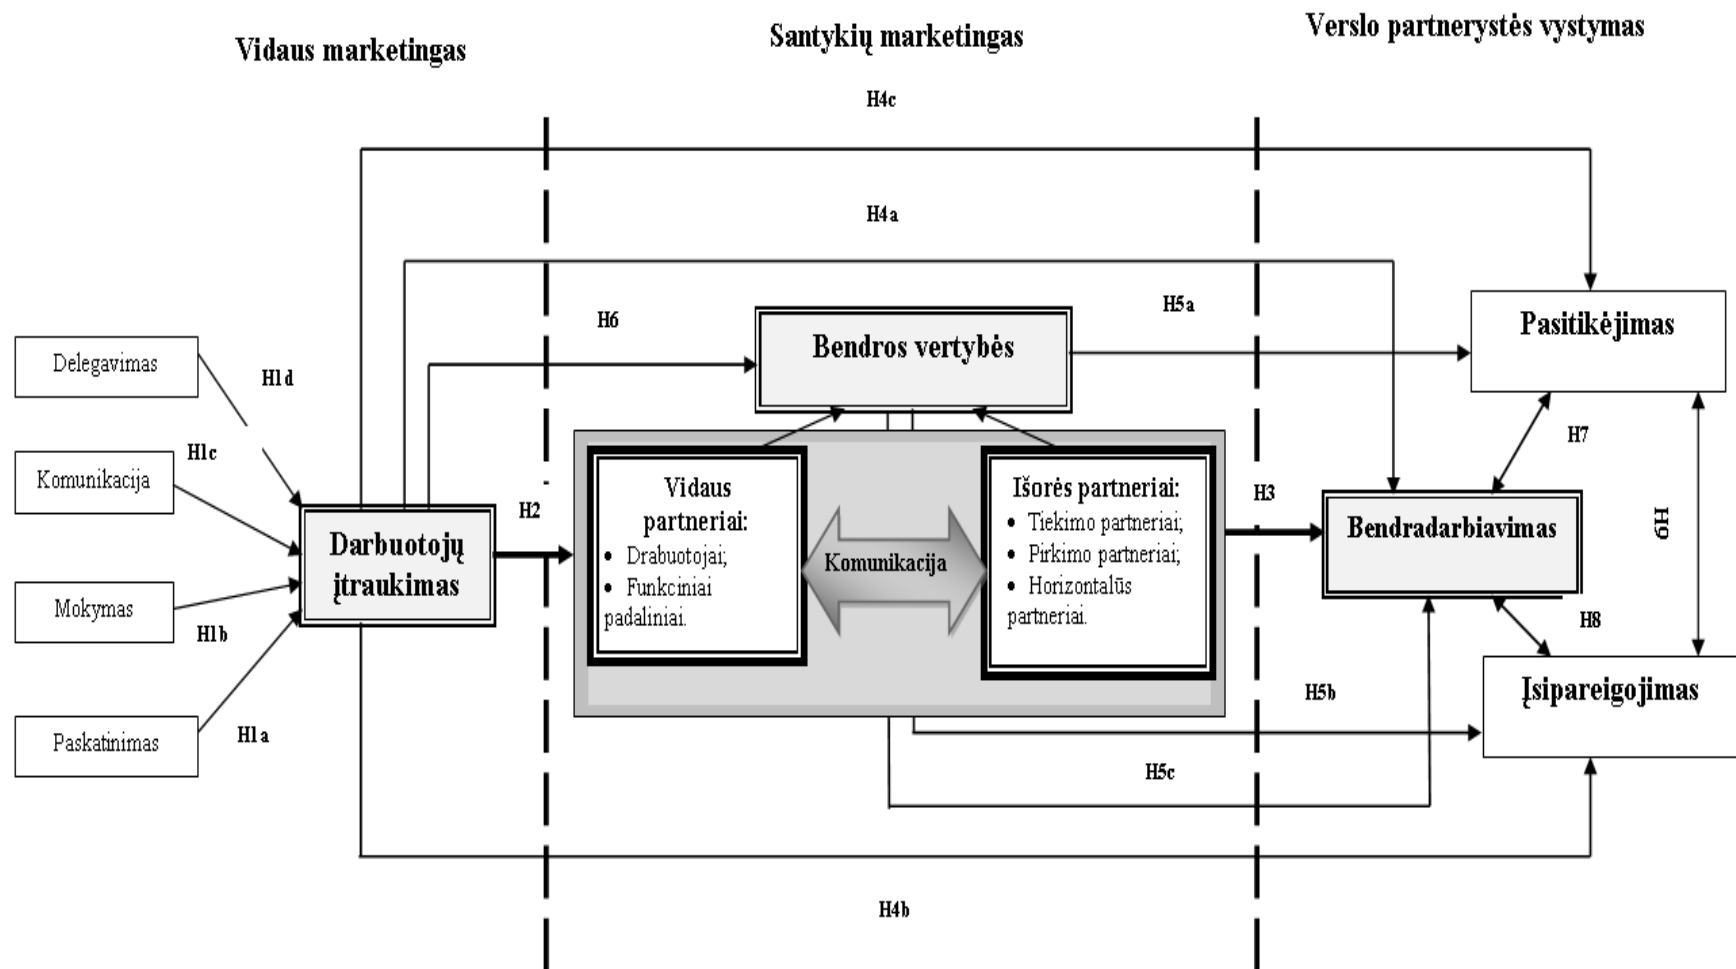 Vidaus marketingas
Santykių marketingas
Verslo partnerystės vystymas
H4c
H4a
H6
H5a
Bendros vertybės
Pasitikėjimas
Delegavimas
H1d
H1c
Komunikacija
H7
H2
H3
Darbuotojų
įtraukimas
Vidaus
partneriai:
• Drabuotojai;
• Funkciniai
padaliniai.
Komunikacija
Išorės partneriai:
• Tiekimo partneriai;
• Pirkimo partneriai;
• Horizontalūs
partneriai.
Bendradarbiavimas
H9
Mokymas
H1b
H8
H5b
Įsipareigojimas
Paskatinimas
H1a
H5c
H4b